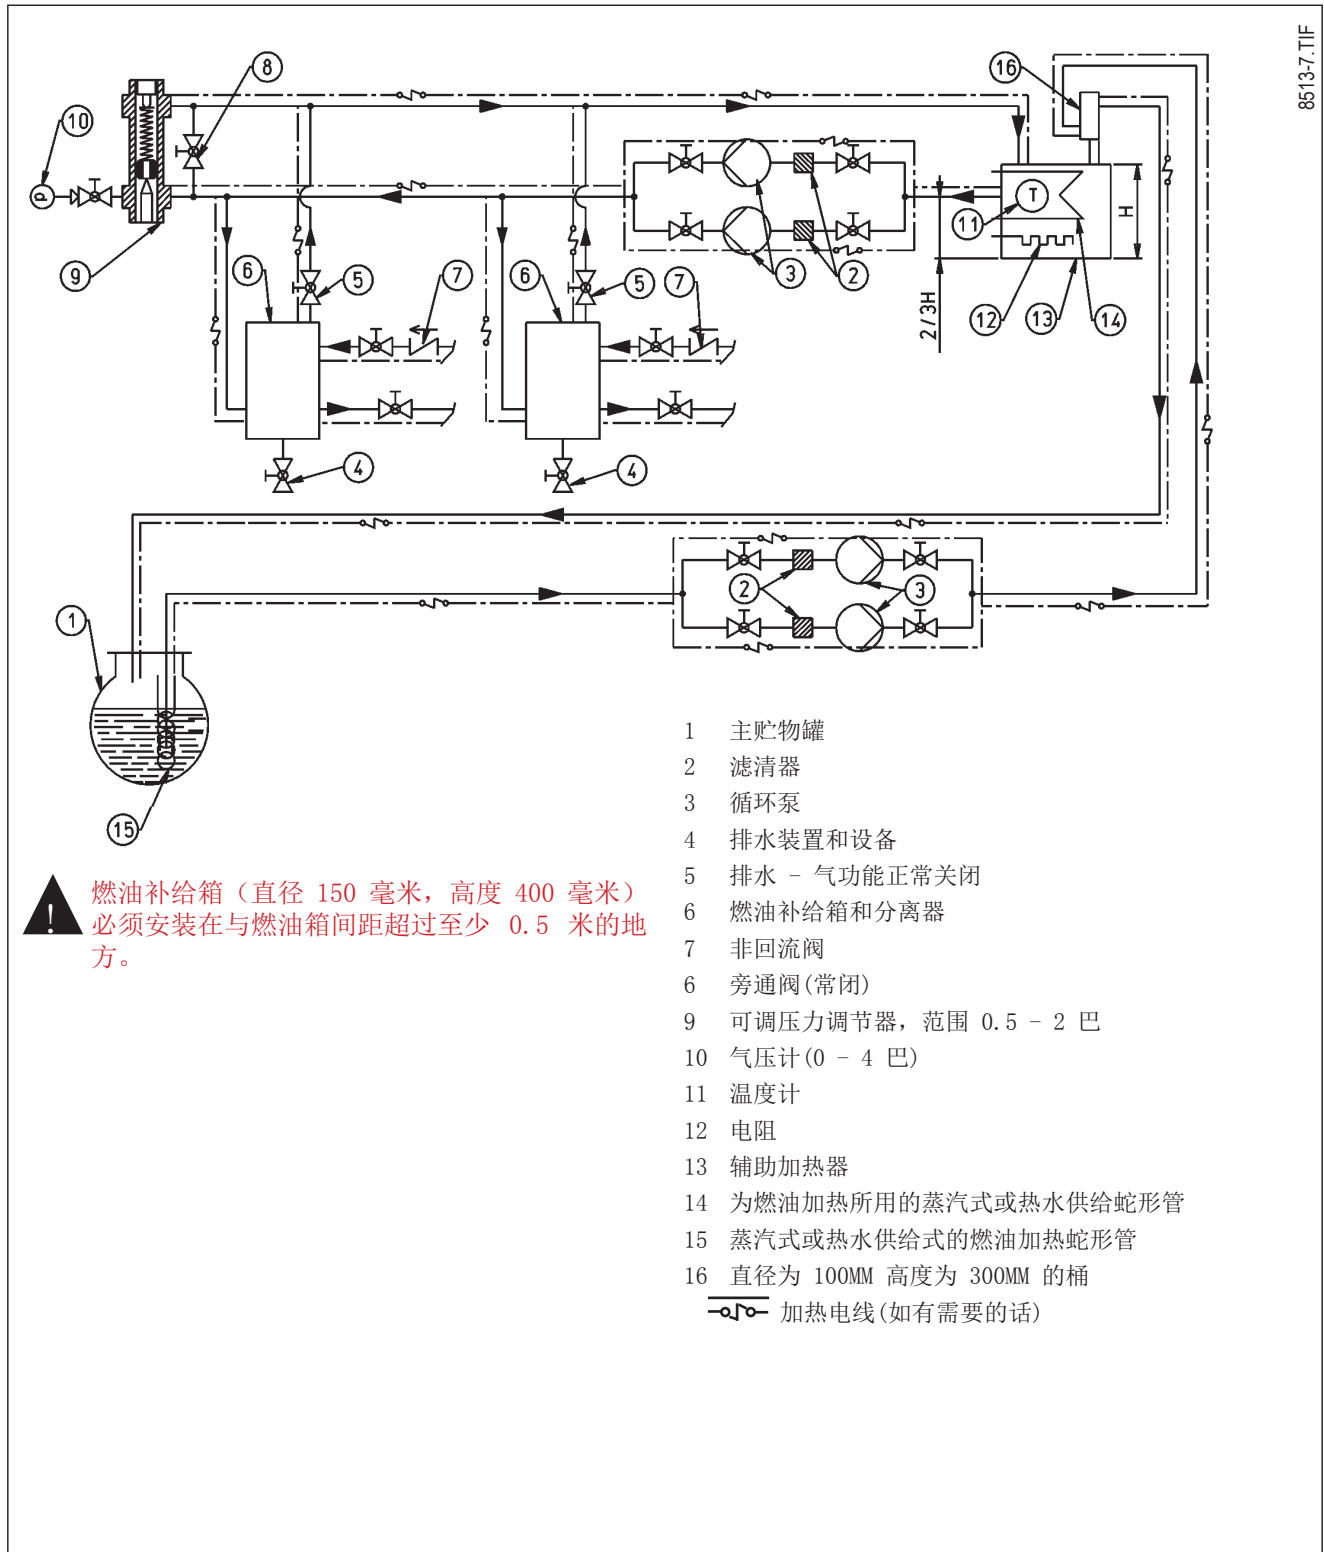 8513-7.TIF
8
16
10
p
T
11
H
9
6
5
7
6
5
7
3
2
2/3H
12
13
14
4
4
2
3
1
15
1 主贮物罐
2 滤清器
3 循环泵
4 排水装置和设备
5 排水 - 气功能正常关闭
6 燃油补给箱和分离器
7 非回流阀
6 旁通阀(常闭)
9 可调压力调节器, 范围 0.5 - 2 巴
10 气压计(0 - 4 巴)
11 温度计
12 电阻
13 辅助加热器
14 为燃油加热所用的蒸汽式或热水供给蛇形管
15 蒸汽式或热水供给式的燃油加热蛇形管
16 直径为 100MM 高度为 300MM 的桶
加热电线(如有需要的话)
!
燃油补给箱（直径 150 毫米，高度 400 毫米）
必须安装在与燃油箱间距超过至少 0.5 米的地
方。